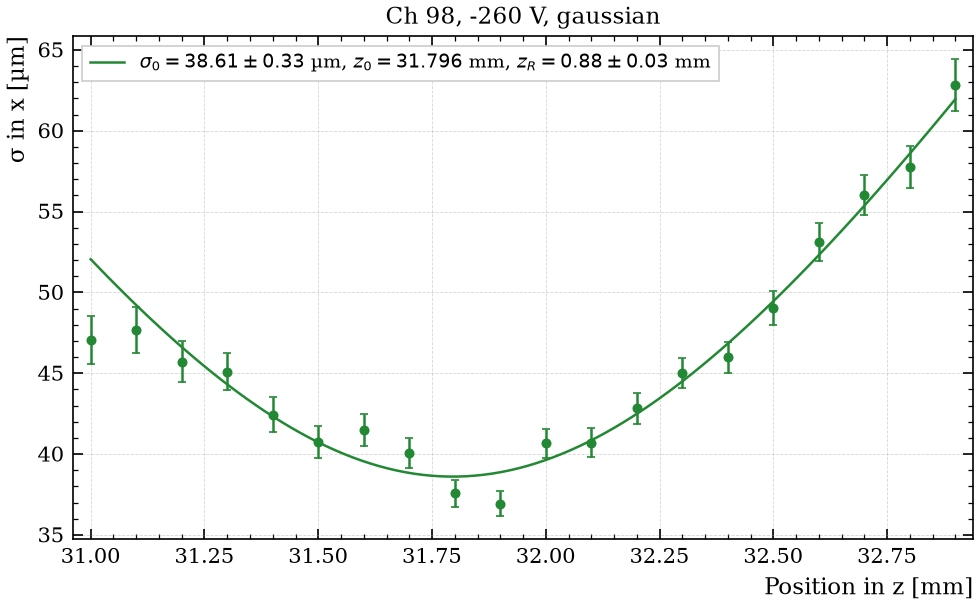 Ch 98, -260 V, gaussian
σ₀ = 38.61 ± 0.33 µm, z₀ = 31.796 mm, z_R = 0.88 ± 0.03 mm
σ in x [µm]
65
60
55
50
45
40
35
31.00 31.25 31.50 31.75 32.00 32.25 32.50 32.75
Position in z [mm]